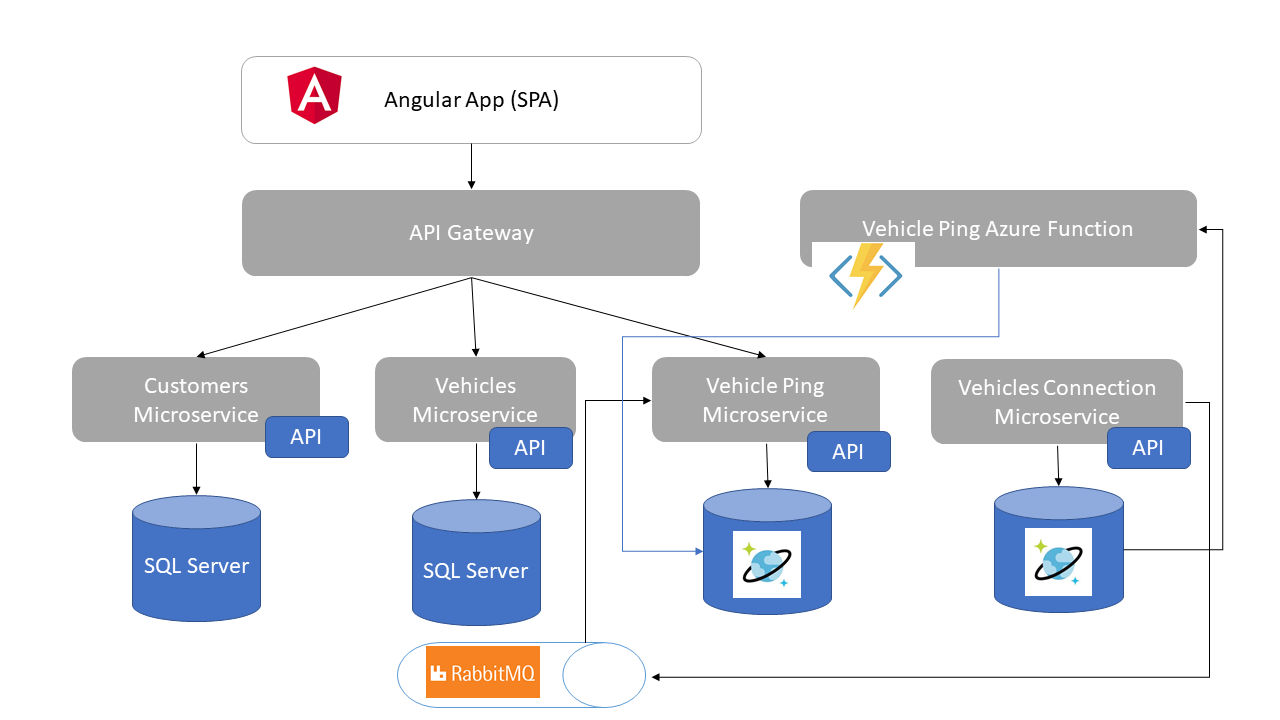 Angular App (SPA)
API Gateway
Vehicle Ping Azure Function
Customers
Microservice
API
Vehicles
Microservice
API
Vehicle Ping
Microservice
API
Vehicles Connection
Microservice
API
SQL Server
SQL Server
RabbitMQ